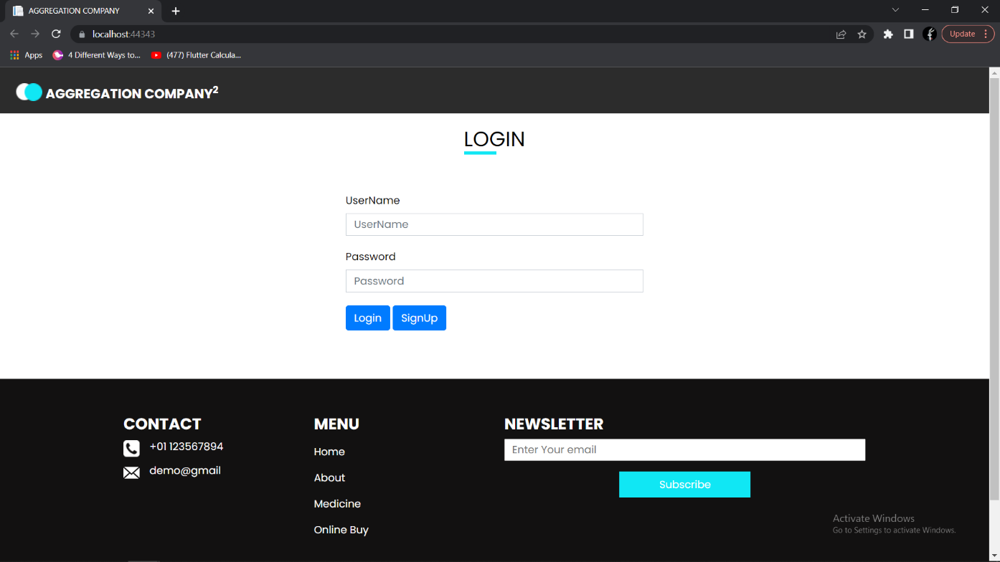 AGGREGATION COMPANY
localhost:44343
Update
Apps
4 Different Ways to...
(477) Flutter Calcula...
AGGREGATION COMPANY²
LOGIN
UserName
UserName
Password
Password
Login SignUp
CONTACT
+01 123567894
demo@gmail
MENU
Home
About
Medicine
Online Buy
NEWSLETTER
Enter Your email
Subscribe
Activate Windows
Go to Settings to activate Windows.